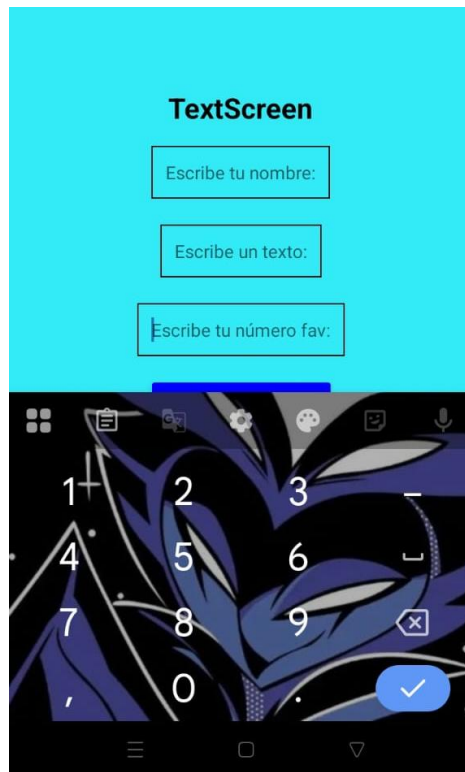 TextScreen
Escribe tu nombre:
Escribe un texto:
Escribe tu número fav:
1 2 3 -
4 5 6
7 8 9
, 0 .